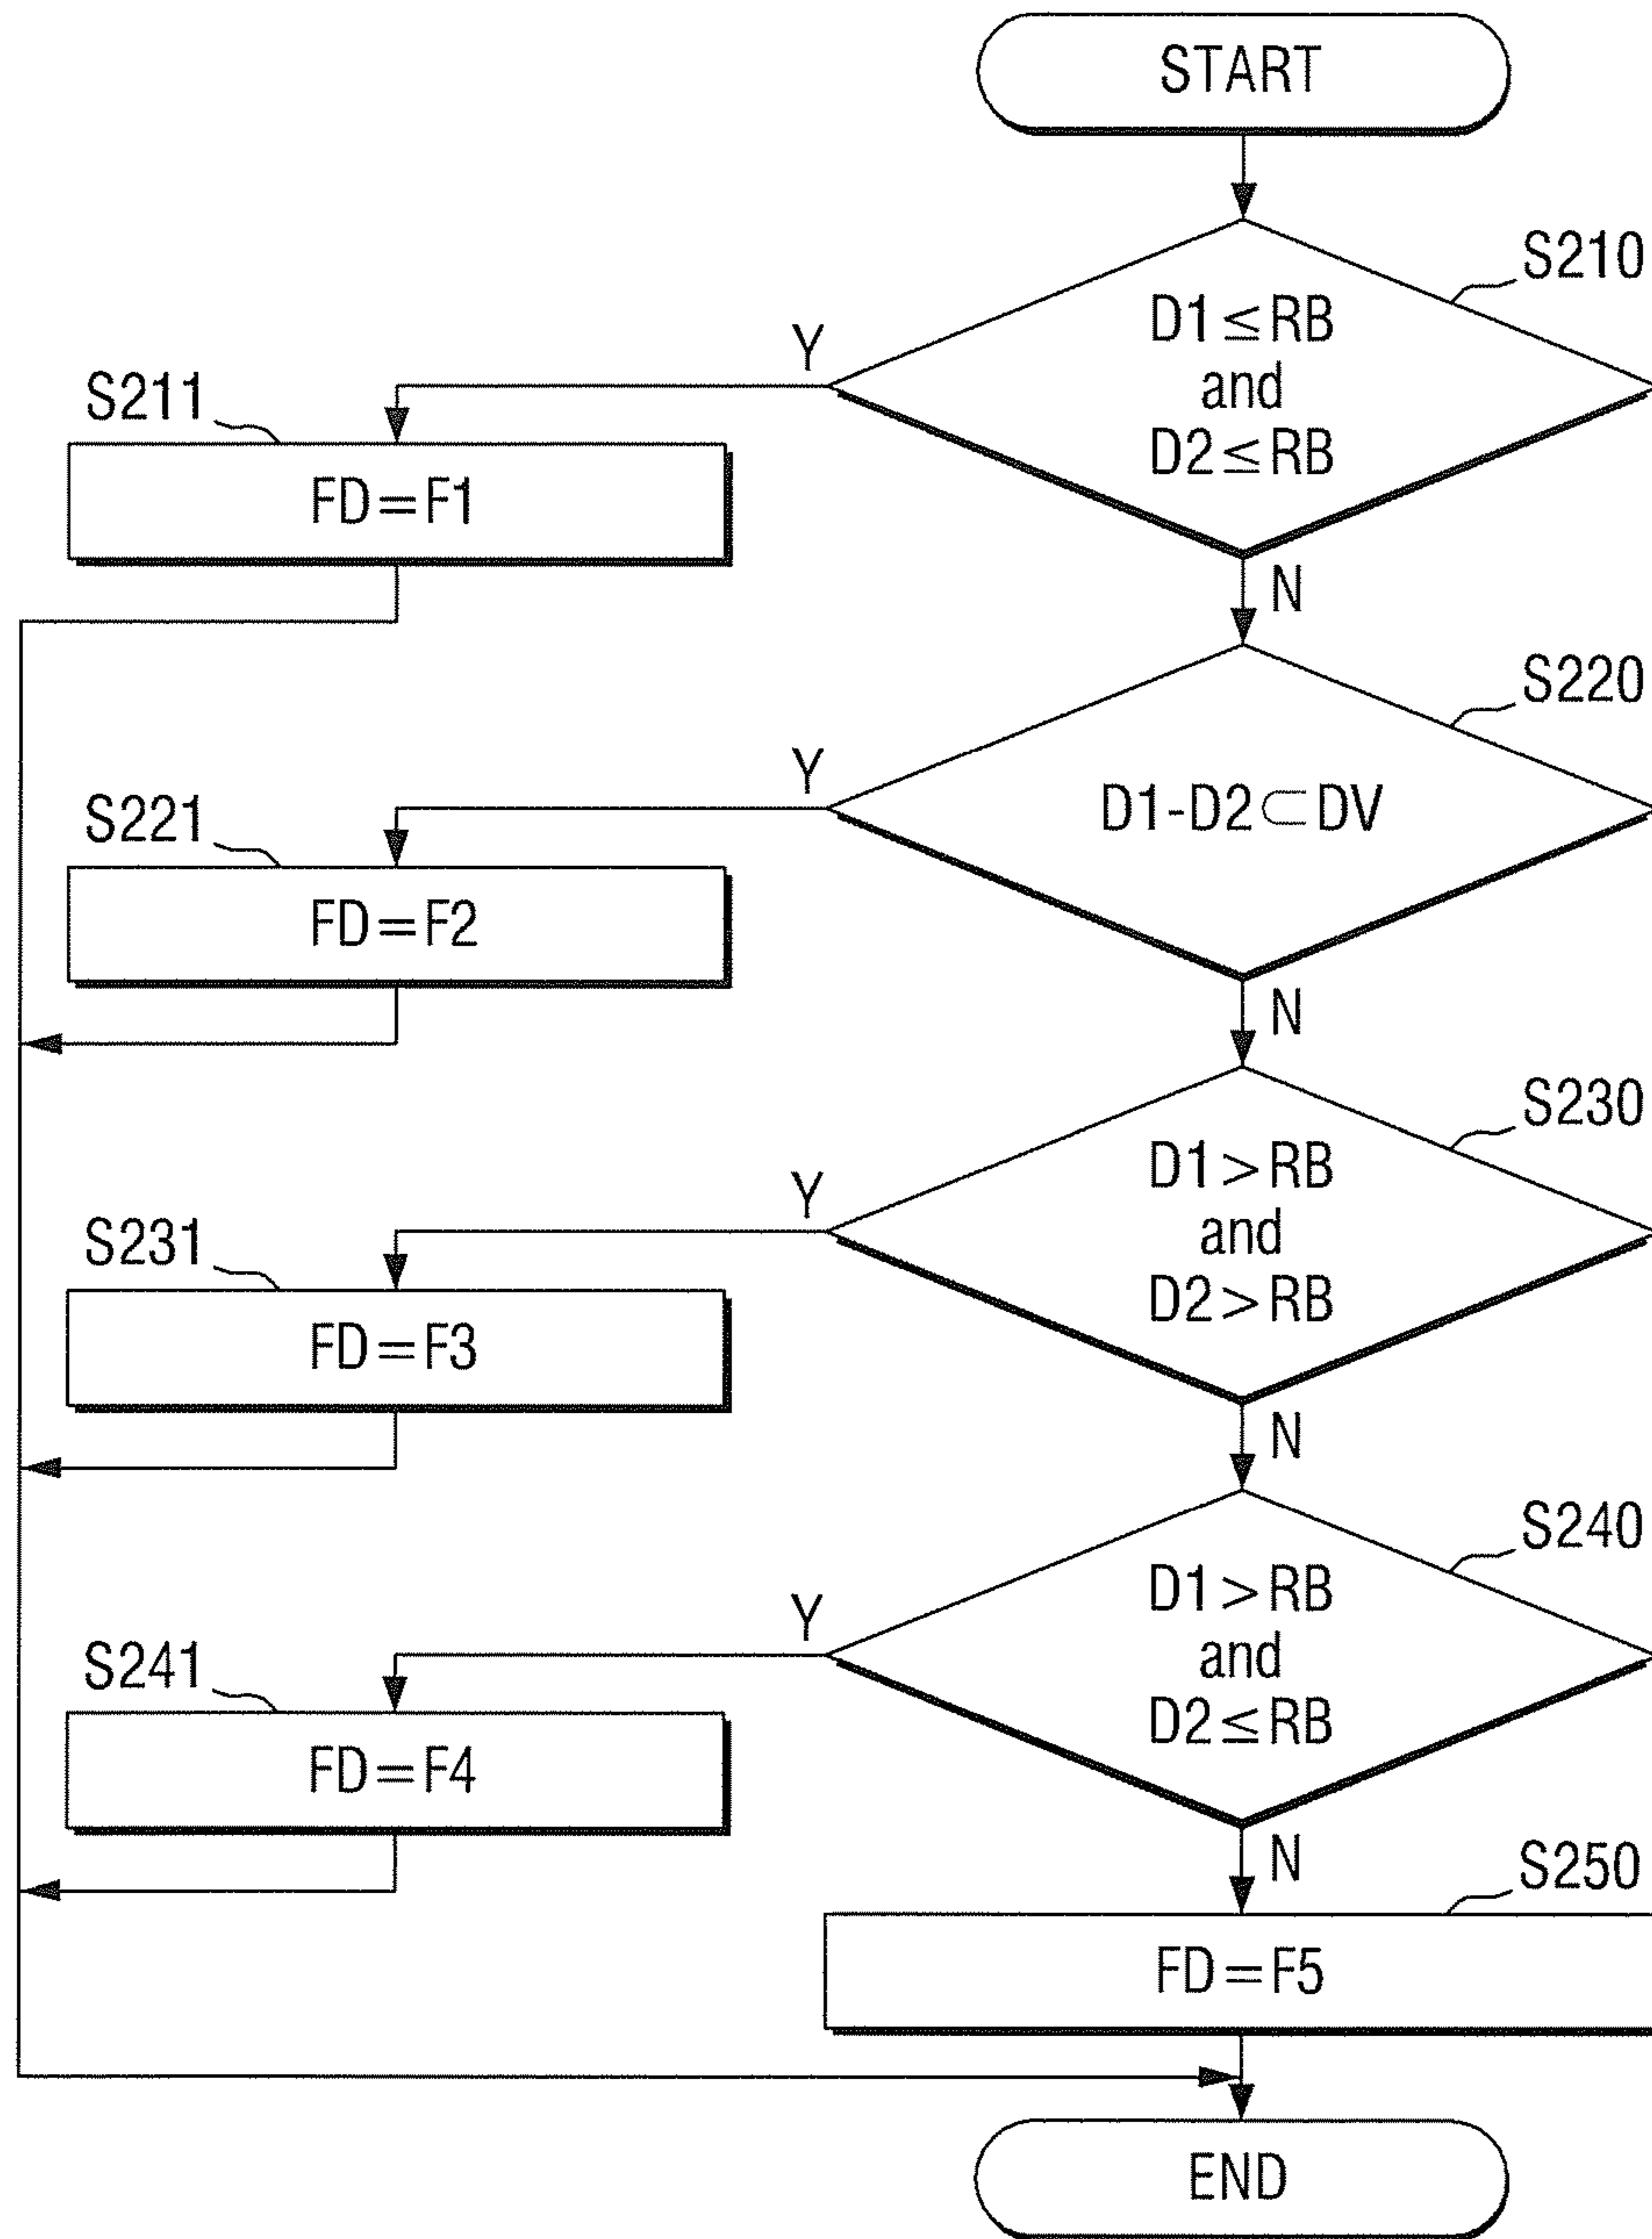 START
S210
D1≤RB
and
D2≤RB
Y
S211
FD=F1
N
S220
D1-D2⊂DV
Y
S221
FD=F2
N
S230
D1>RB
and
D2>RB
Y
S231
FD=F3
N
S240
D1>RB
and
D2≤RB
Y
S241
FD=F4
N
S250
FD=F5
END